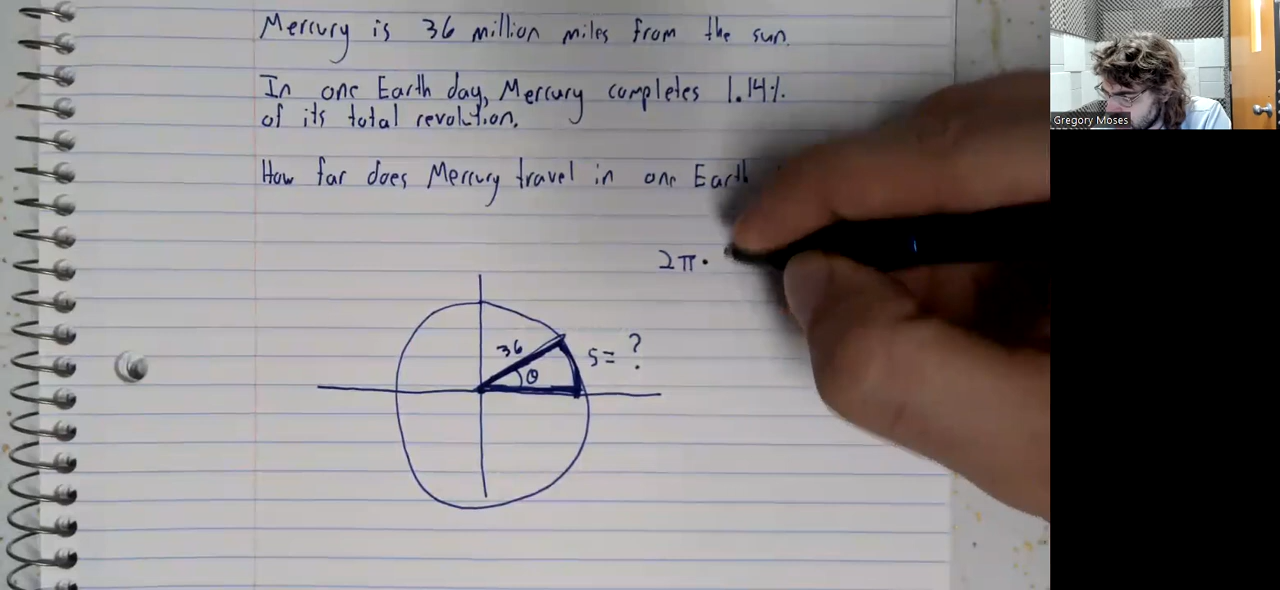 Mercury is 36 million miles from the sun.
In one Earth day, Mercury completes 1.14%
of its total revolution.
How far does Mercury travel in one Earth
2π·
36
s = ?
θ
Gregory Moses